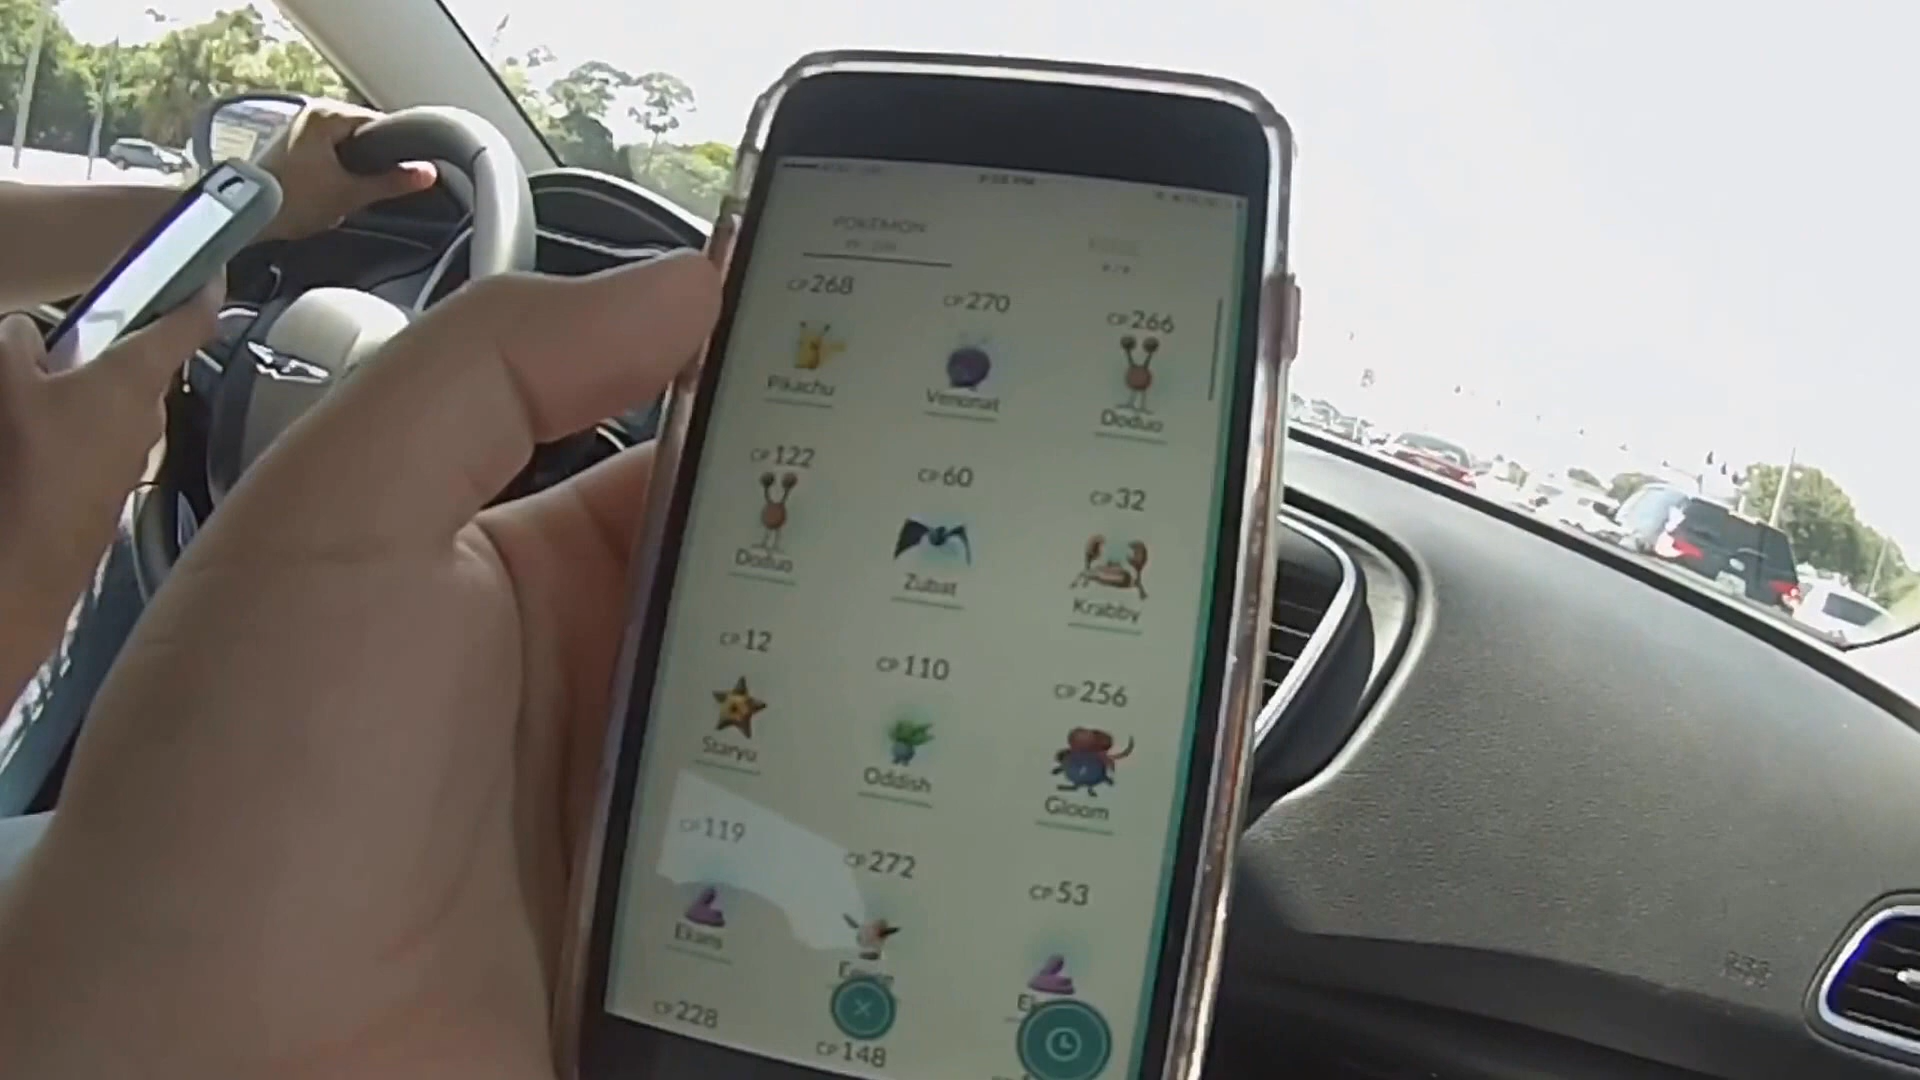 POKÉMON
CP268 CP270 CP266
Pikachu Venonat Doduo
CP122 CP60 CP32
Doduo Zubat Krabby
CP12 CP110 CP256
Staryu Oddish Gloom
CP119 CP272 CP53
Ekans
CP228 CP148